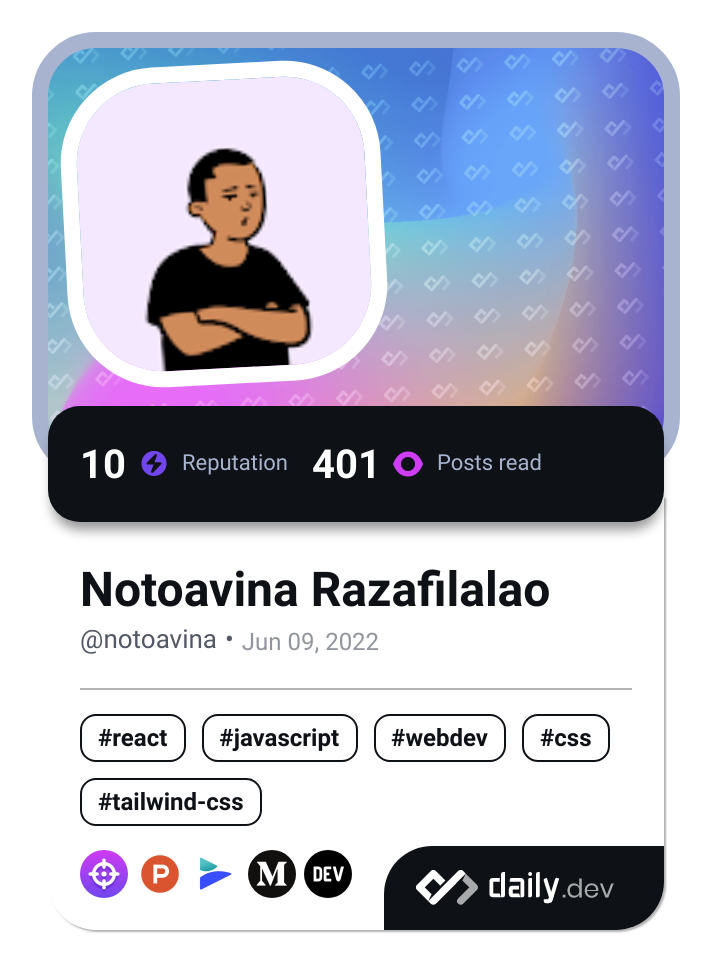 10 Reputation 401 Posts read
Notoavina Razafilalao
@notoavina • Jun 09, 2022
#react #javascript #webdev #css
#tailwind-css
P M DEV daily.dev